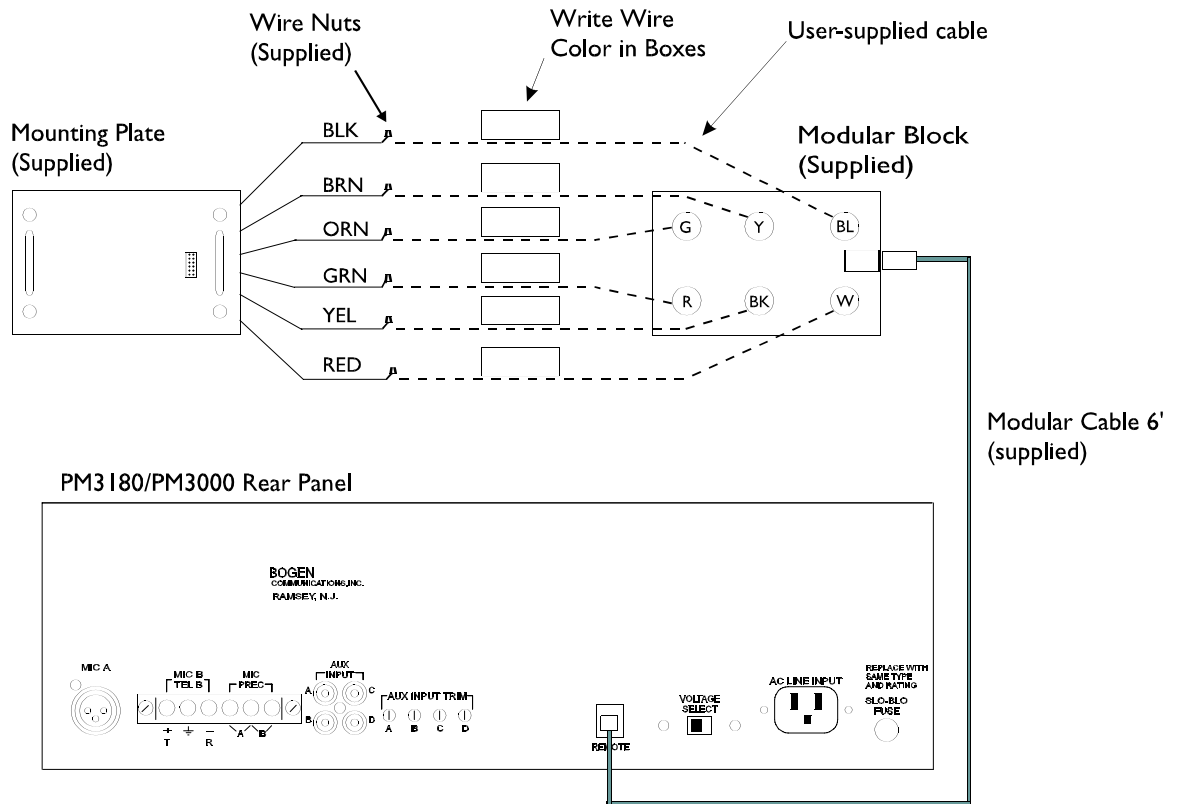 Wire Nuts
(Supplied)
Write Wire
Color in Boxes
User-supplied cable
Mounting Plate
(Supplied)
Modular Block
(Supplied)
BLK
BRN
ORN
GRN
YEL
RED
G
Y
BL
R
BK
W
Modular Cable 6'
(supplied)
PM3180/PM3000 Rear Panel
BOGEN
COMMUNICATIONS,INC.
RAMSEY, N.J.
MIC A
MIC B
TEL B
MIC
PREC
+
T
–
R
A
B
AUX
INPUT
A
C
B
D
AUX INPUT TRIM
A
B
C
D
REMOTE
VOLTAGE
SELECT
AC LINE INPUT
REPLACE WITH
SAME TYPE
AND RATING
SLO-BLO
FUSE